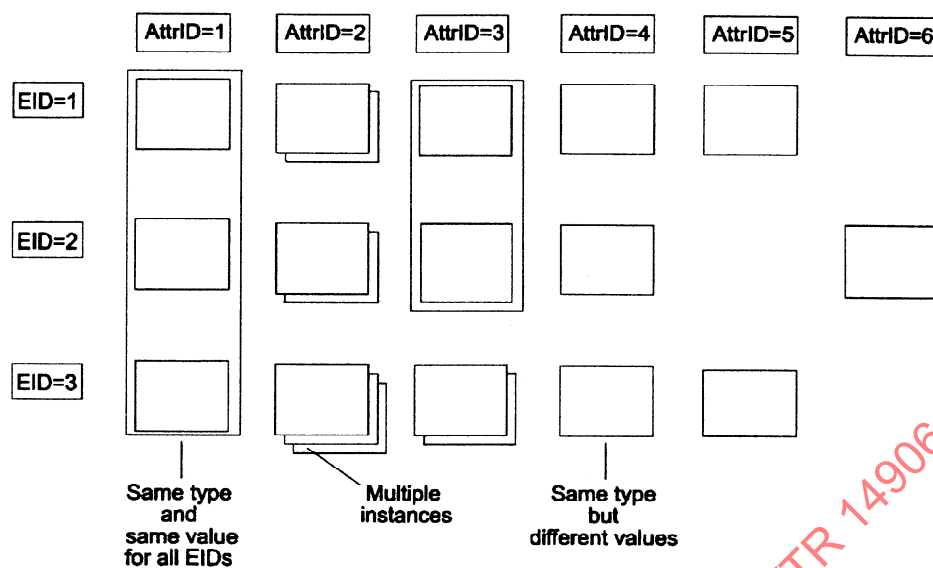 AttrID=1 AttrID=2 AttrID=3 AttrID=4 AttrID=5 AttrID=6
EID=1
EID=2
EID=3
Same type
and
same value
for all EIDs
Multiple
instances
Same type
but
different values
TR 14906